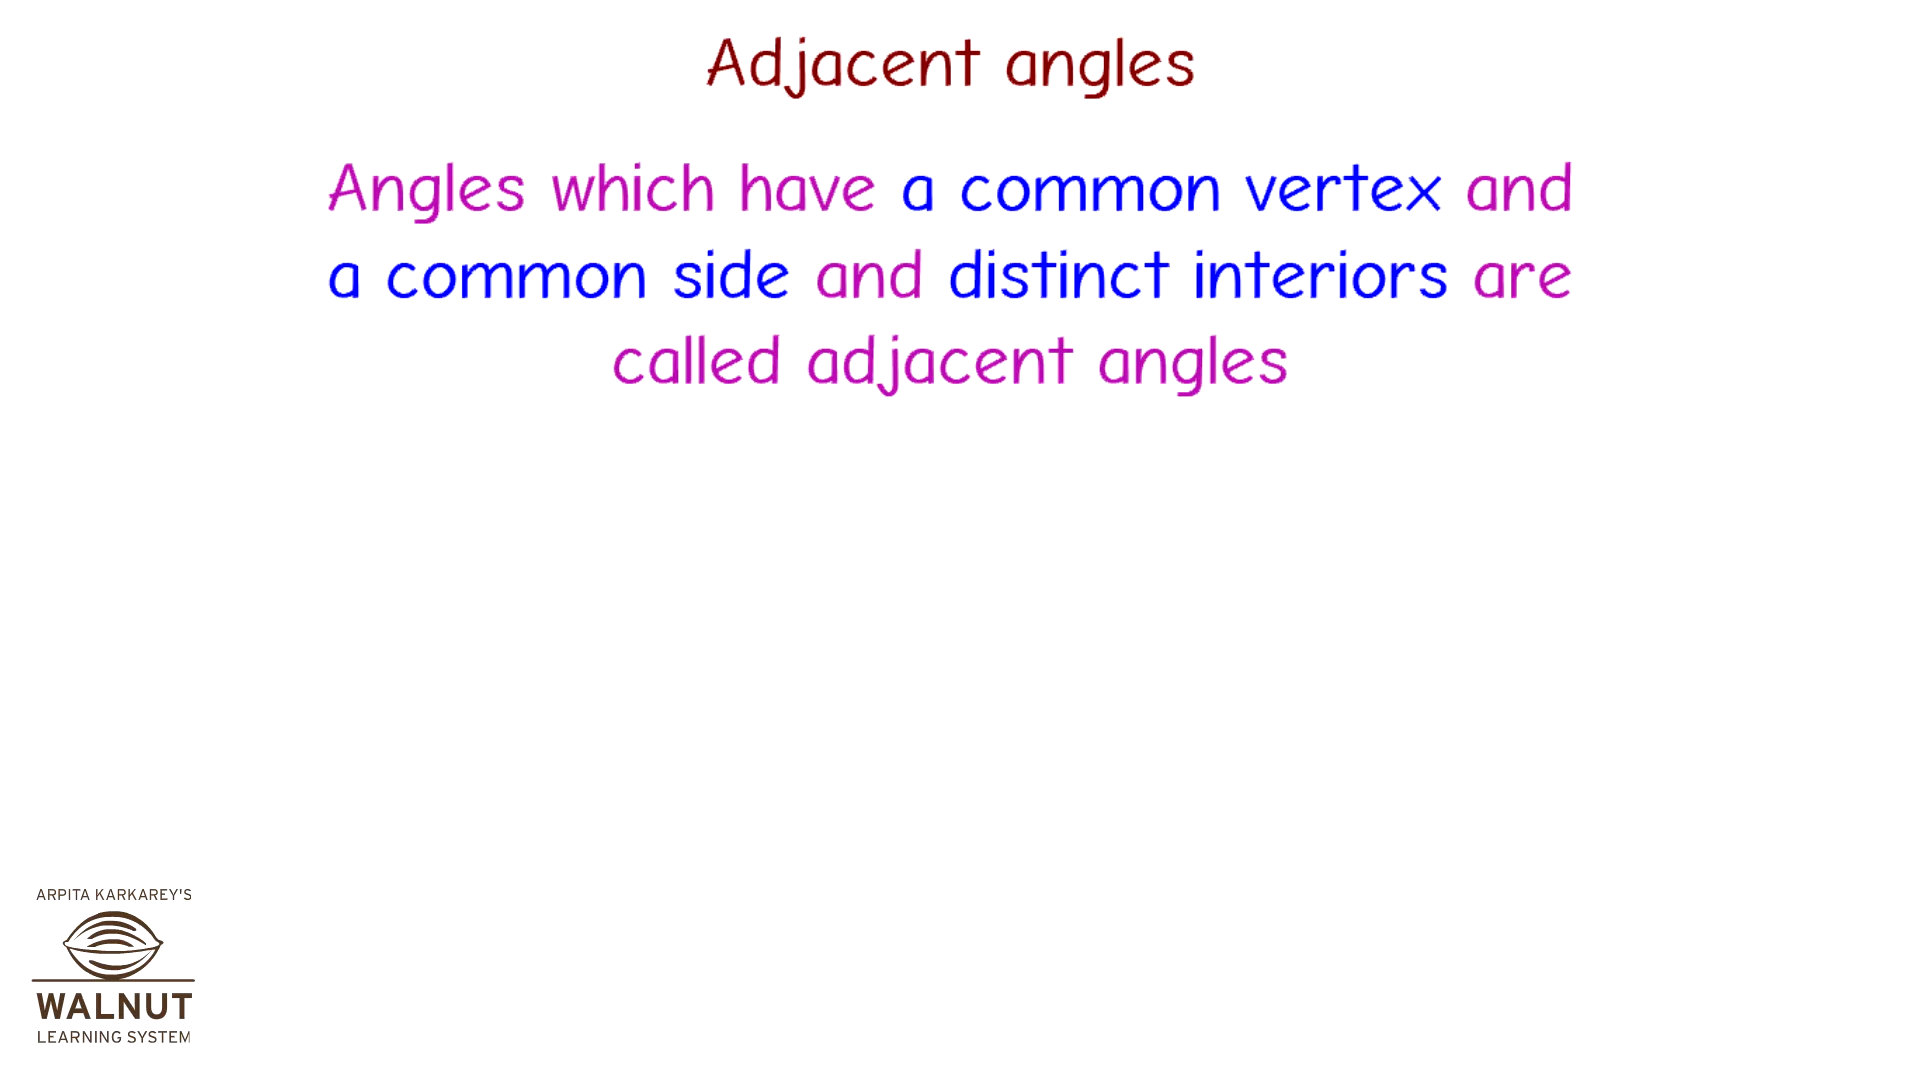 Adjacent angles
Angles which have a common vertex and
a common side and distinct interiors are
called adjacent angles
ARPITA KARKAREY'S
WALNUT
LEARNING SYSTEM